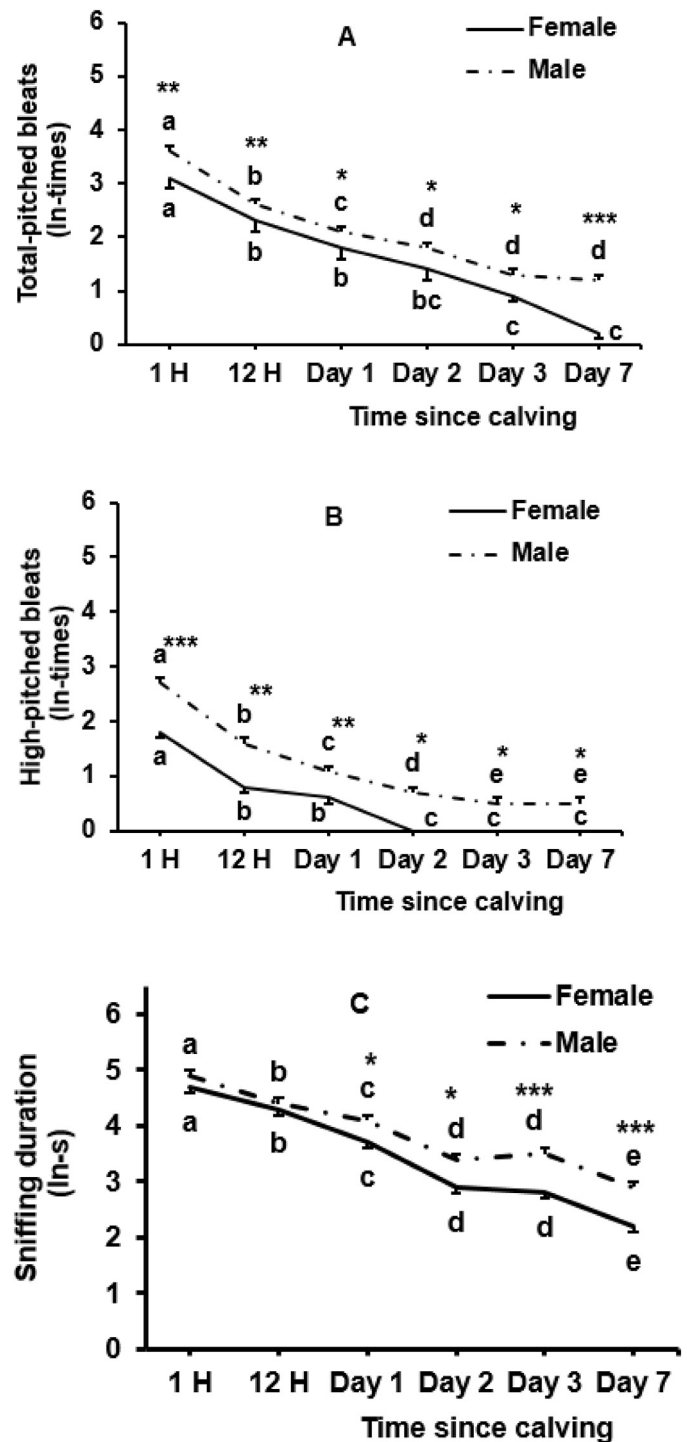 A
Female
Male
Total-pitched bleats
(ln-times)
6
5
4
3
2
1
0
** ** * * * ***
a b c d d d
a b b bc c c
1 H 12 H Day 1 Day 2 Day 3 Day 7
Time since calving
B
Female
Male
High-pitched bleats
(ln-times)
6
5
4
3
2
1
0
*** ** ** * * *
a b c d e e
a b b c c c
1 H 12 H Day 1 Day 2 Day 3 Day 7
Time since calving
C
Female
Male
Sniffing duration
(ln-s)
6
5
4
3
2
1
0
* * *** ***
a b c d d e
a b c d d e
1 H 12 H Day 1 Day 2 Day 3 Day 7
Time since calving